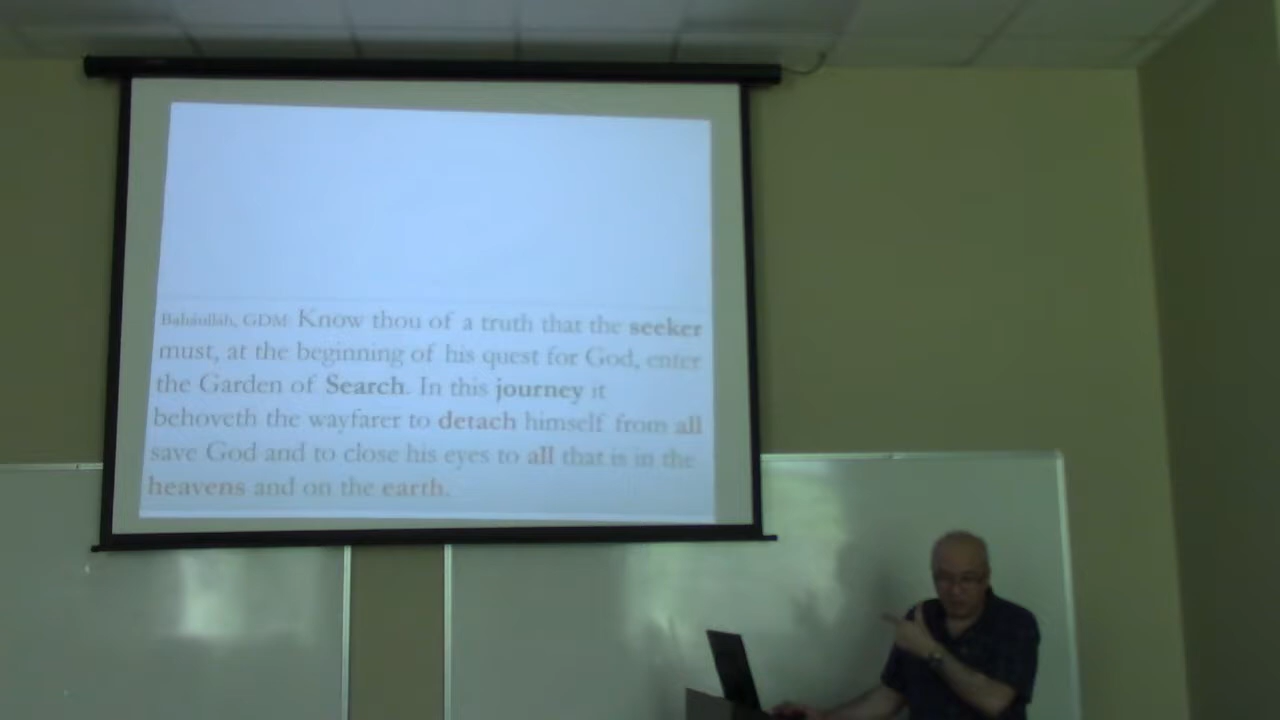 Baháulláh, GDM Know thou of a truth that the seeker
must, at the beginning of his quest for God, enter
the Garden of Search. In this journey it
behoveth the wayfarer to detach himself from all
save God and to close his eyes to all that is in the
heavens and on the earth.